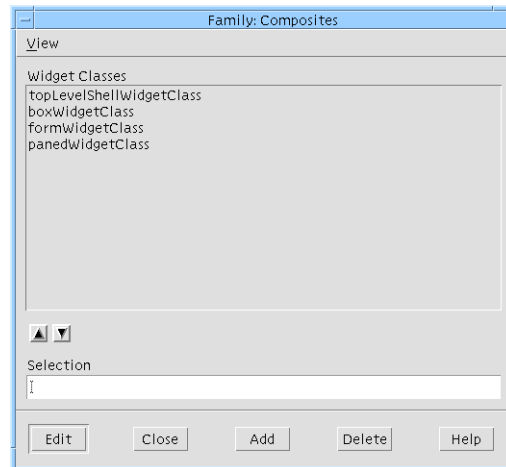 Family: Composites
View
Widget Classes
topLevelShellWidgetClass
boxWidgetClass
formWidgetClass
panedWidgetClass
Selection
Edit Close Add Delete Help